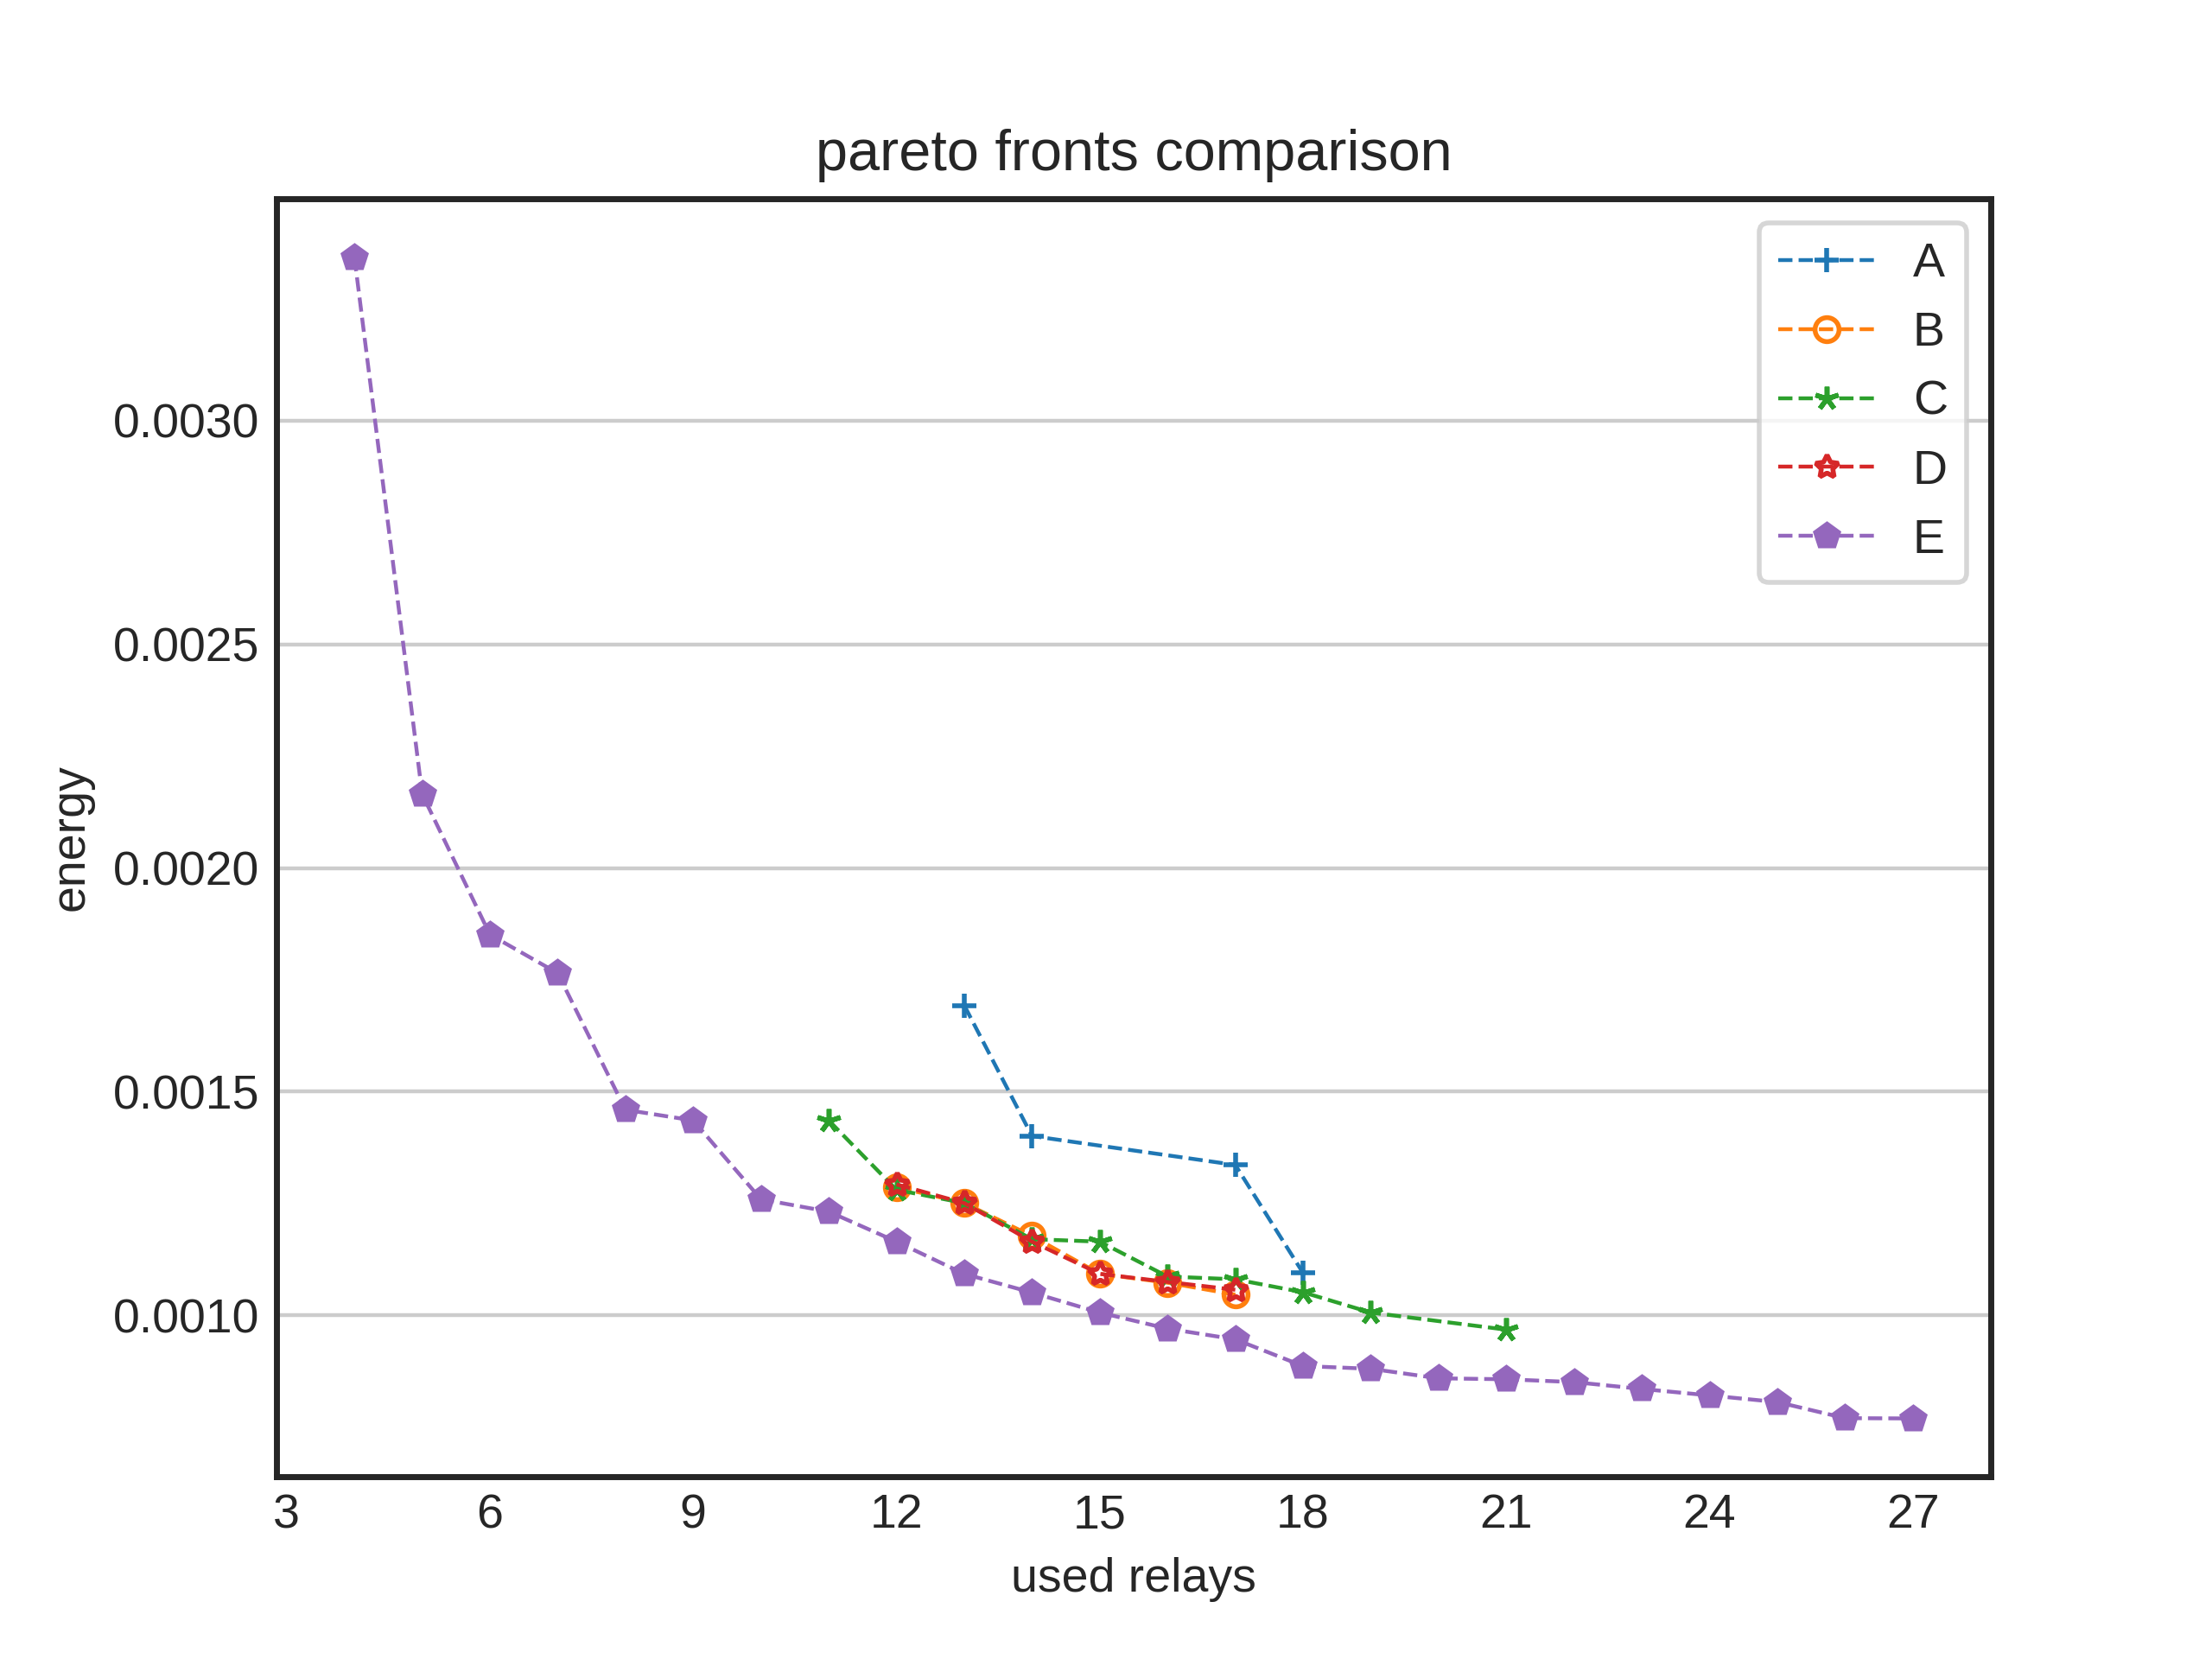 pareto fronts comparison
A
B
C
D
E
0.0030
0.0025
0.0020
0.0015
0.0010
energy
3 6 9 12 15 18 21 24 27
used relays